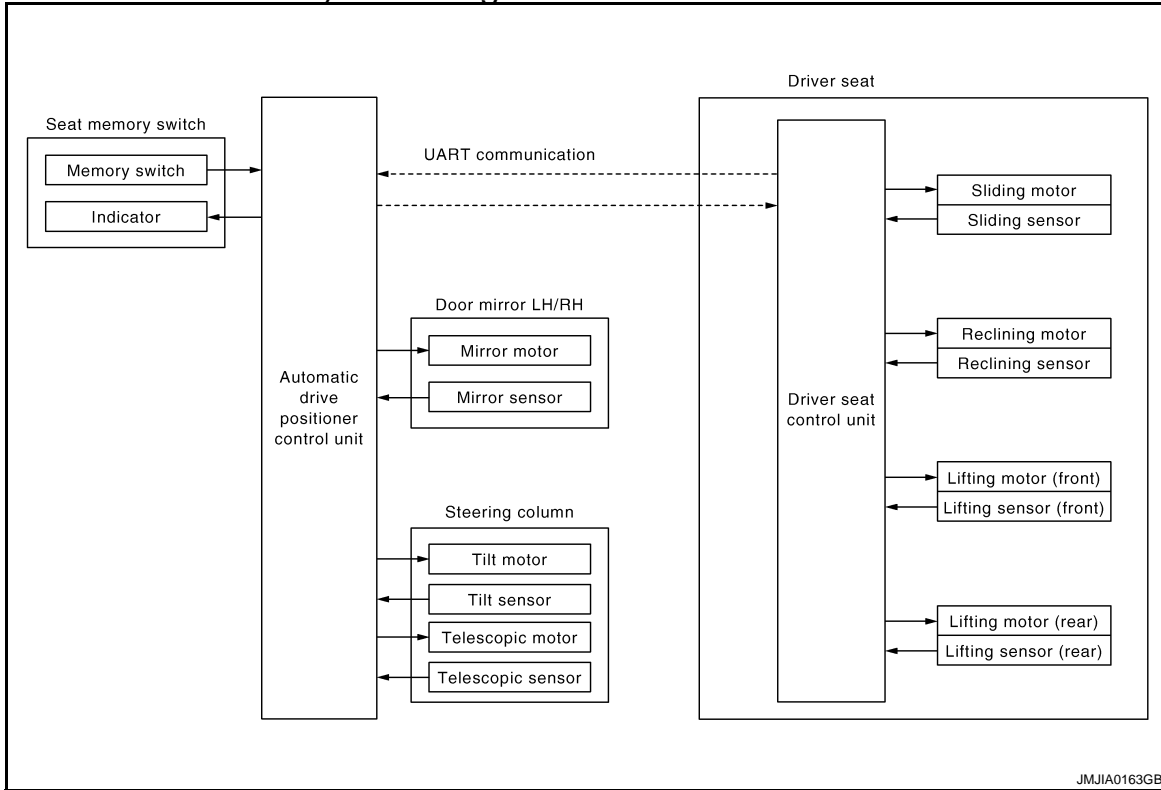 Driver seat
Seat memory switch
Memory switch
Indicator
UART communication
Sliding motor
Sliding sensor
Door mirror LH/RH
Mirror motor
Mirror sensor
Reclining motor
Reclining sensor
Automatic
drive
positioner
control unit
Driver seat
control unit
Lifting motor (front)
Lifting sensor (front)
Steering column
Tilt motor
Tilt sensor
Telescopic motor
Telescopic sensor
Lifting motor (rear)
Lifting sensor (rear)
JMJIA0163GB